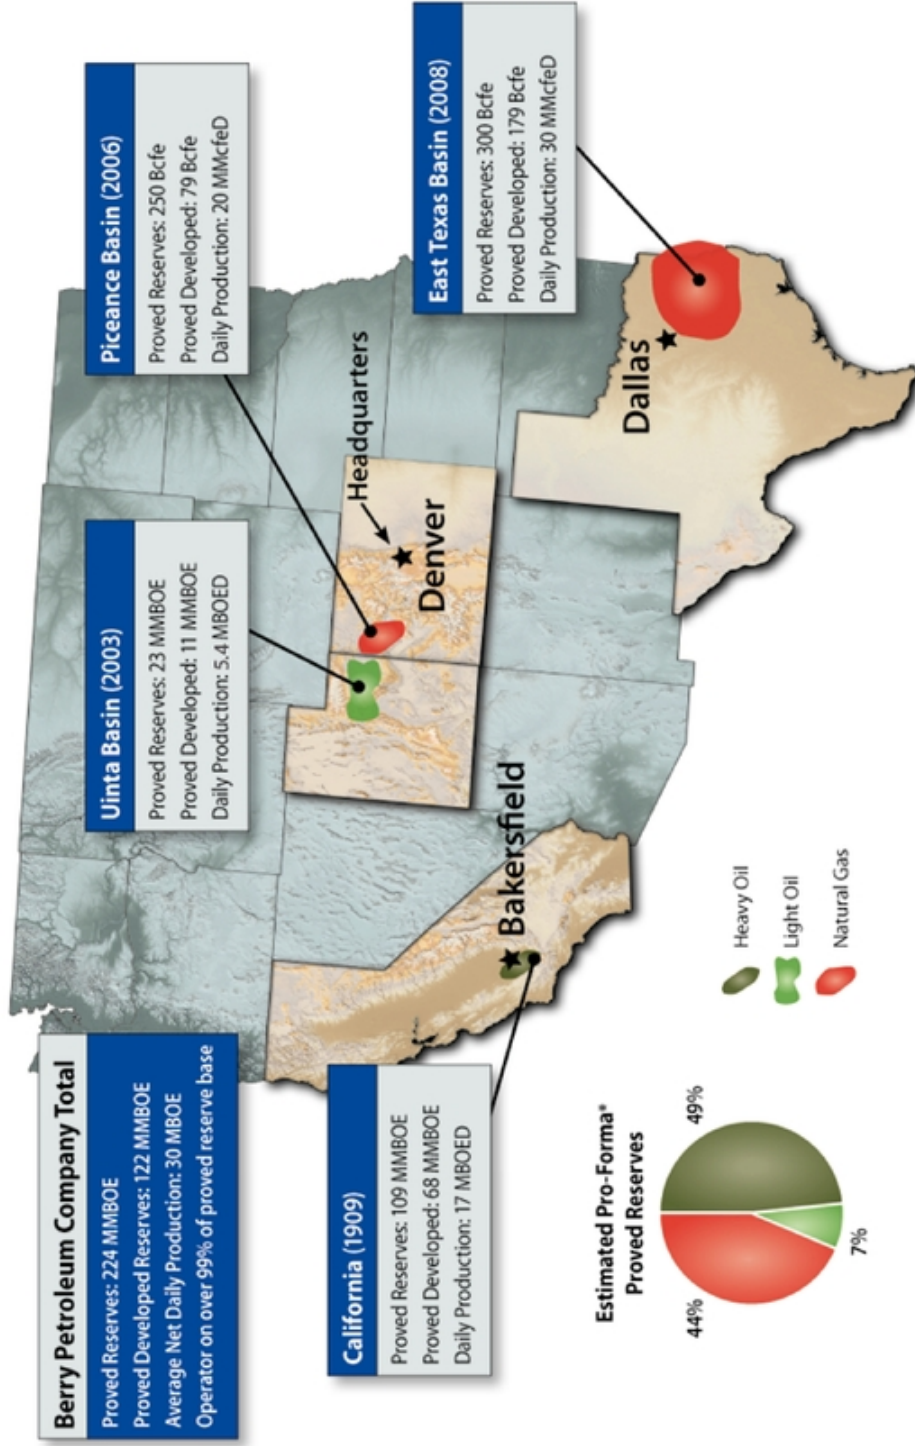 Berry Petroleum Company Total
Proved Reserves: 224 MMBOE
Proved Developed Reserves: 122 MMBOE
Average Net Daily Production: 30 MBOE
Operator on over 99% of proved reserve base
Uinta Basin (2003)
Proved Reserves: 23 MMBOE
Proved Developed: 11 MMBOE
Daily Production: 5.4 MBOED
Piceance Basin (2006)
Proved Reserves: 250 Bcfe
Proved Developed: 79 Bcfe
Daily Production: 20 MMcfeD
California (1909)
Proved Reserves: 109 MMBOE
Proved Developed: 68 MMBOE
Daily Production: 17 MBOED
Headquarters
Denver
East Texas Basin (2008)
Proved Reserves: 300 Bcfe
Proved Developed: 179 Bcfe
Daily Production: 30 MMcfeD
Bakersfield
Dallas
Estimated Pro-Forma*
Proved Reserves
44%
49%
7%
Heavy Oil
Light Oil
Natural Gas